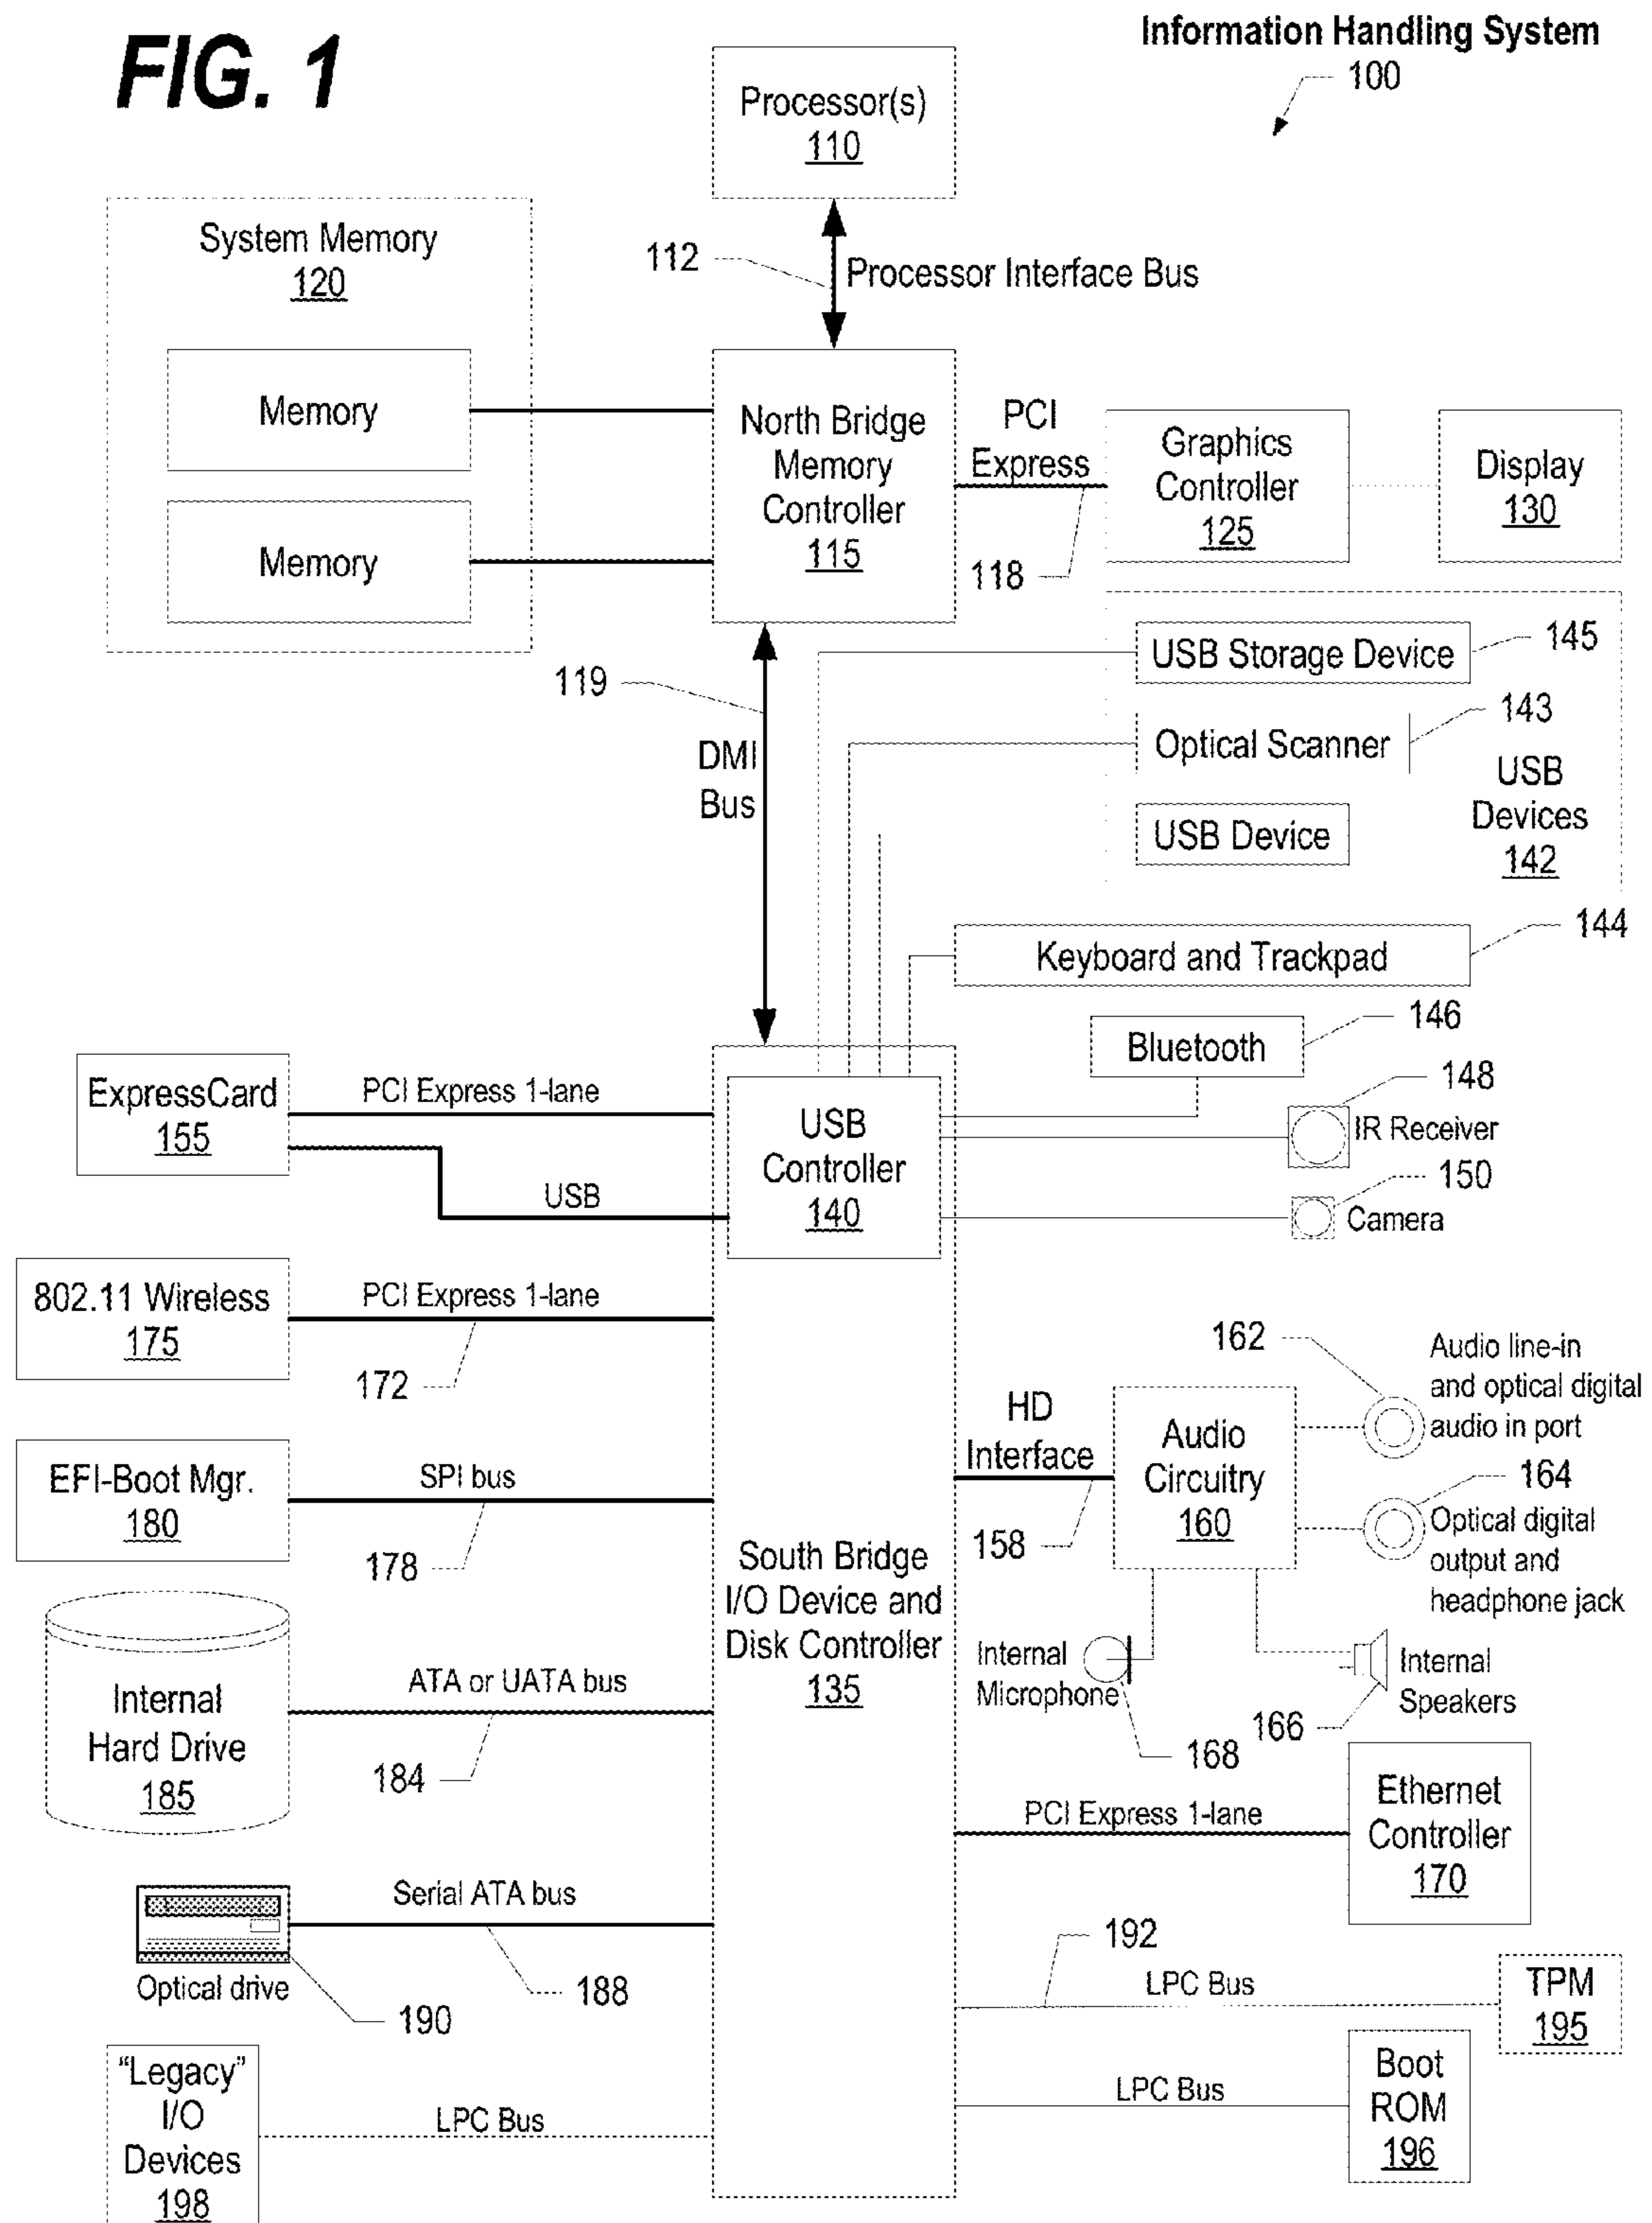 FIG. 1
Information Handling System
100
Processor(s)
110
System Memory
120
112
Processor Interface Bus
Memory
Memory
North Bridge
Memory
Controller
115
PCI
Express
118
Graphics
Controller
125
Display
130
119
DMI
Bus
USB Storage Device
145
Optical Scanner
143
USB Device
USB
Devices
142
Keyboard and Trackpad
144
Bluetooth
146
148
IR Receiver
150
Camera
ExpressCard
155
PCI Express 1-lane
USB
USB
Controller
140
802.11 Wireless
175
PCI Express 1-lane
172
EFI-Boot Mgr.
180
SPI bus
178
South Bridge
I/O Device and
Disk Controller
135
HD
Interface
158
Audio
Circuitry
160
162
Audio line-in
and optical digital
audio in port
164
Optical digital
output and
headphone jack
Internal
Microphone
168
Internal
Speakers
166
Internal
Hard Drive
185
ATA or UATA bus
184
PCI Express 1-lane
Ethernet
Controller
170
Serial ATA bus
188
Optical drive
190
192
LPC Bus
TPM
195
"Legacy"
I/O
Devices
198
LPC Bus
LPC Bus
Boot
ROM
196